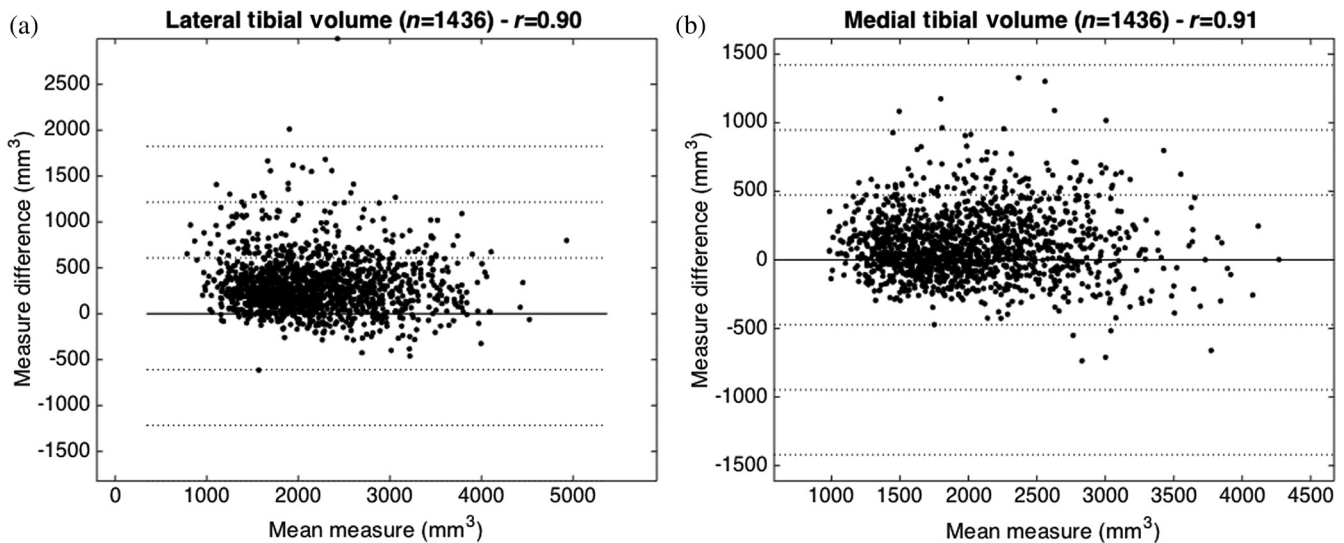 (a)
Lateral tibial volume (n=1436) - r=0.90
2500
2000
1500
1000
500
0
-500
-1000
-1500
Measure difference (mm³)
0 1000 2000 3000 4000 5000
Mean measure (mm³)
(b)
Medial tibial volume (n=1436) - r=0.91
1500
1000
500
0
-500
-1000
-1500
Measure difference (mm³)
1000 1500 2000 2500 3000 3500 4000 4500
Mean measure (mm³)